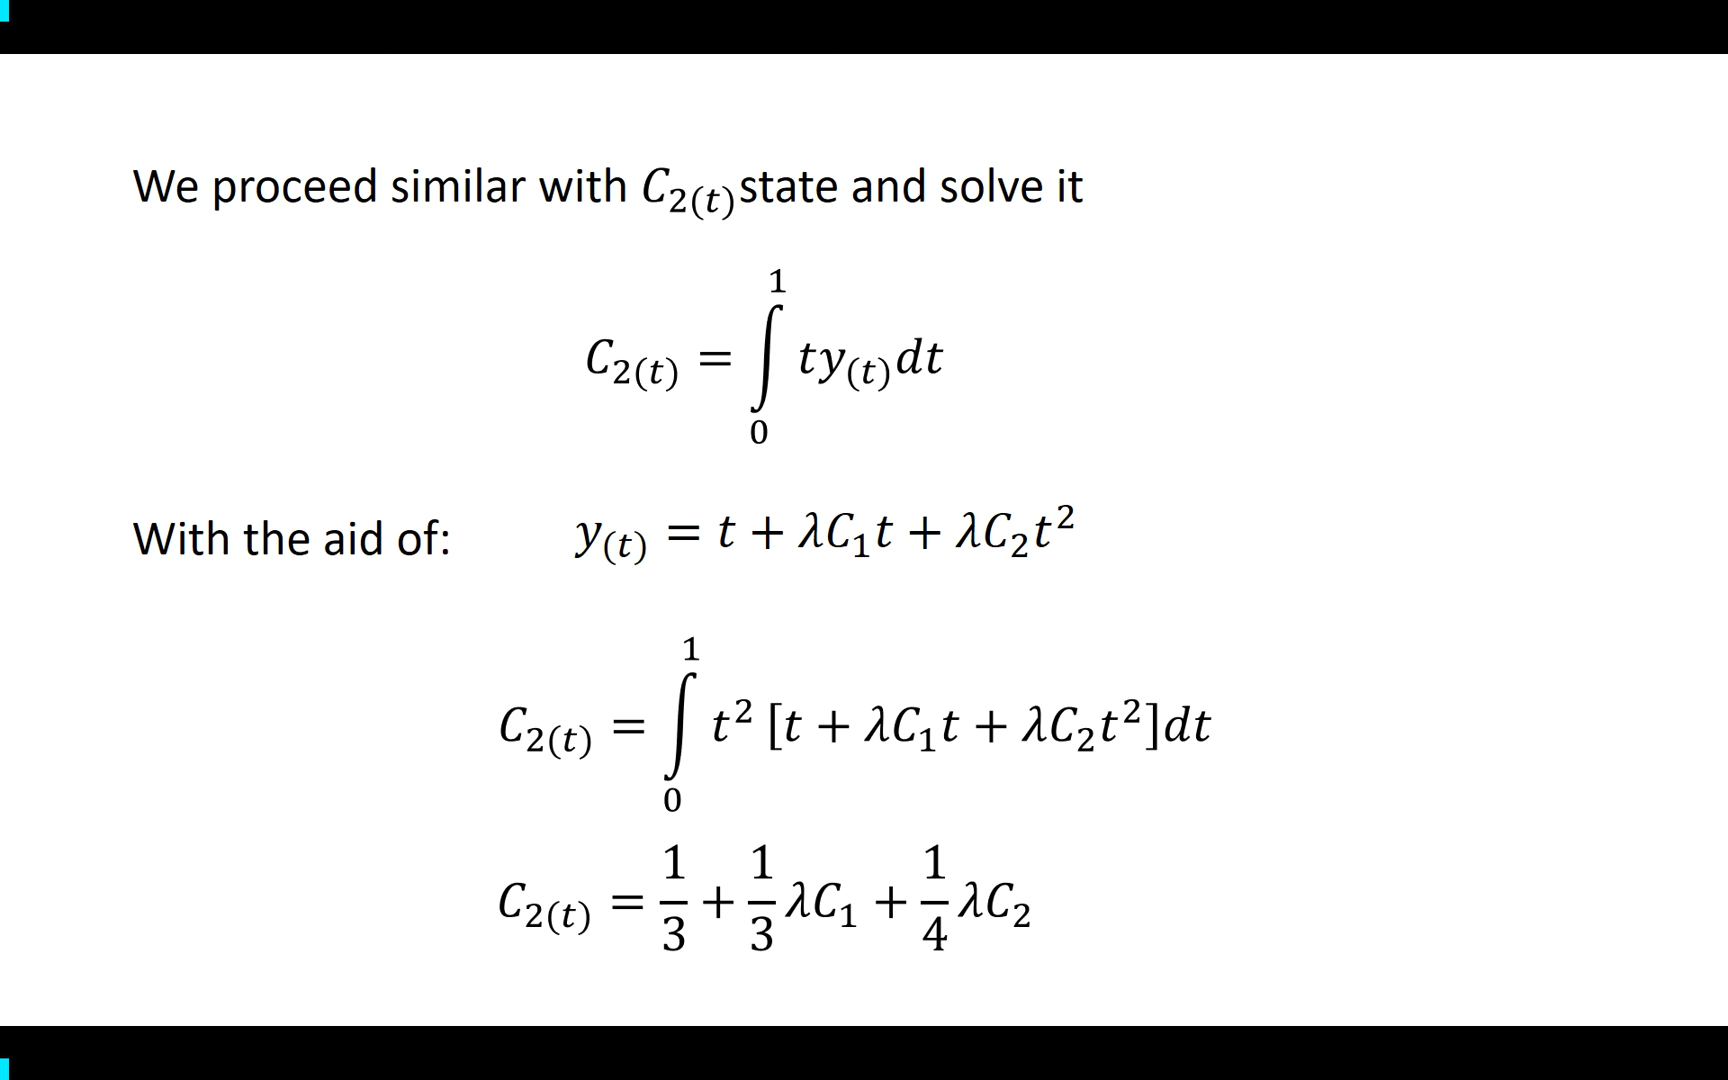 We proceed similar with C₂₍ₜ₎state and solve it
C₂₍ₜ₎ = ∫₀¹ ty₍ₜ₎dt
With the aid of: y₍ₜ₎ = t + λC₁t + λC₂t²
C₂₍ₜ₎ = ∫₀¹ t² [t + λC₁t + λC₂t²]dt
C₂₍ₜ₎ = 1/3 + 1/3 λC₁ + 1/4 λC₂